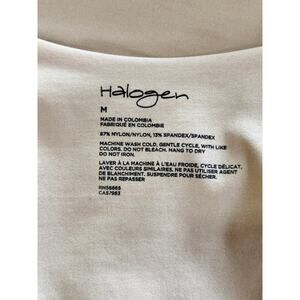 Halogen
M
MADE IN COLOMBIA
FABRIQUÉ EN COLOMBIE
87% NYLON/NYLON, 13% SPANDEX/SPANDEX
MACHINE WASH COLD, GENTLE CYCLE, WITH LIKE
COLORS. DO NOT BLEACH. HANG TO DRY
DO NOT IRON.
LAVER À LA MACHINE À L'EAU FROIDE, CYCLE DÉLICAT,
AVEC COULEURS SIMILAIRES, NE PAS UTILISER AGENT
DE BLANCHIMENT. SUSPENDRE POUR SÉCHER.
NE PAS REPASSER
RN56665
CA57983